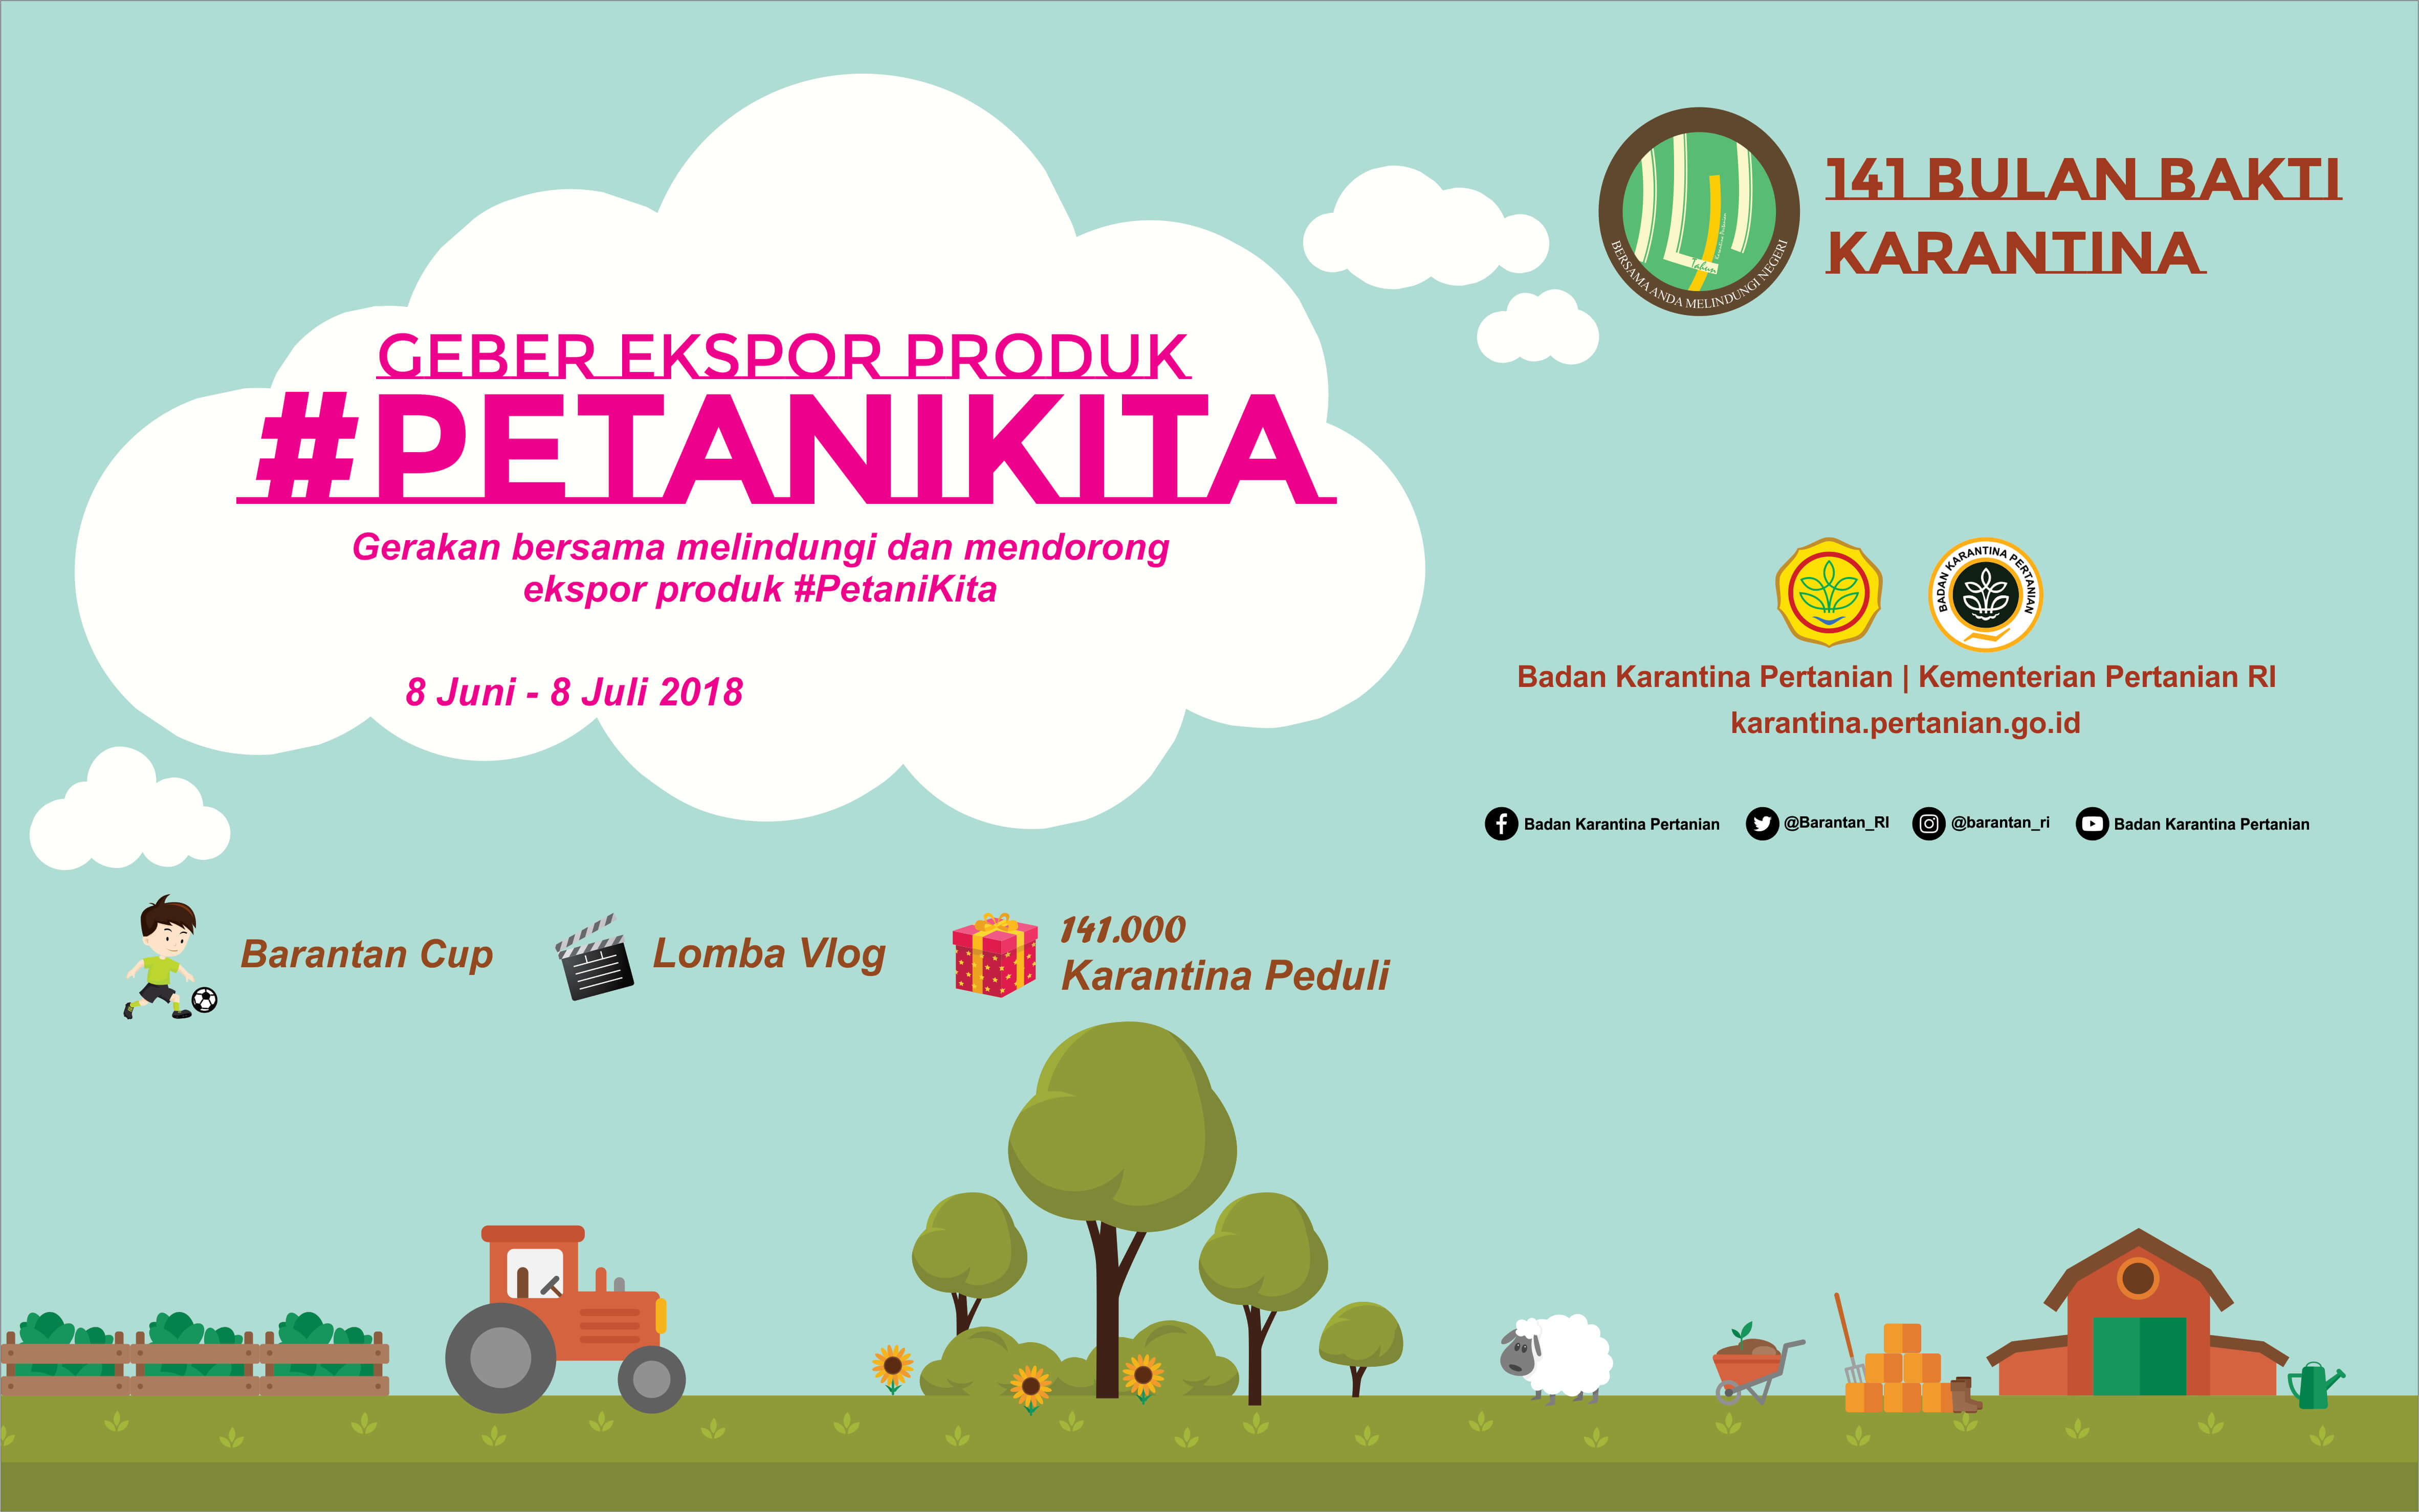 GEBER EKSPOR PRODUK
#PETANIKITA
Gerakan bersama melindungi dan mendorong
ekspor produk #PetaniKita
8 Juni - 8 Juli 2018
141 BULAN BAKTI
KARANTINA
Tahun
BERSAMA ANDA MELINDUNGI NEGERI
BADAN KARANTINA PERTANIAN
Badan Karantina Pertanian | Kementerian Pertanian RI
karantina.pertanian.go.id
Badan Karantina Pertanian @Barantan_RI @barantan_ri Badan Karantina Pertanian
Barantan Cup
Lomba Vlog
141.000
Karantina Peduli